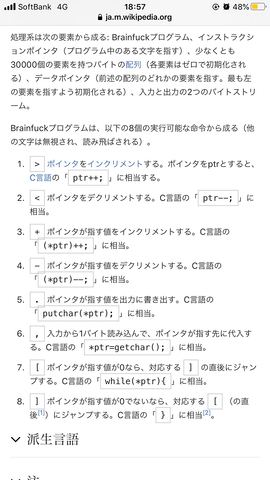 SoftBank 4G 18:57 48%
ja.m.wikipedia.org
処理系は次の要素から成る: Brainfuckプログラム、インストラクシ
ョンポインタ（プログラム中のある文字を指す）、少なくとも
30000個の要素を持つバイトの配列（各要素はゼロで初期化され
る）、データポインタ（前述の配列のどれかの要素を指す。最も左
の要素を指すよう初期化される）、入力と出力の2つのバイトストリ
ーム。
Brainfuckプログラムは、以下の8個の実行可能な命令から成る（他
の文字は無視され、読み飛ばされる）。
1. > ポインタをインクリメントする。ポインタをptrとすると、
C言語の「 ptr++; 」に相当する。
2. < ポインタをデクリメントする。C言語の「 ptr--; 」に
相当。
3. + ポインタが指す値をインクリメントする。C言語の
「 (*ptr)++; 」に相当。
4. - ポインタが指す値をデクリメントする。C言語の
「 (*ptr)--; 」に相当。
5. . ポインタが指す値を出力に書き出す。C言語の
「 putchar(*ptr); 」に相当。
6. , 入力から1バイト読み込んで、ポインタが指す先に代入す
る。C言語の「 *ptr=getchar(); 」に相当。
7. [ ポインタが指す値が0なら、対応する ] の直後にジャン
プする。C言語の「 while(*ptr){ 」に相当。
8. ] ポインタが指す値が0でないなら、対応する [ （の直
後[1]）にジャンプする。C言語の「 } 」に相当[2]。
派生言語